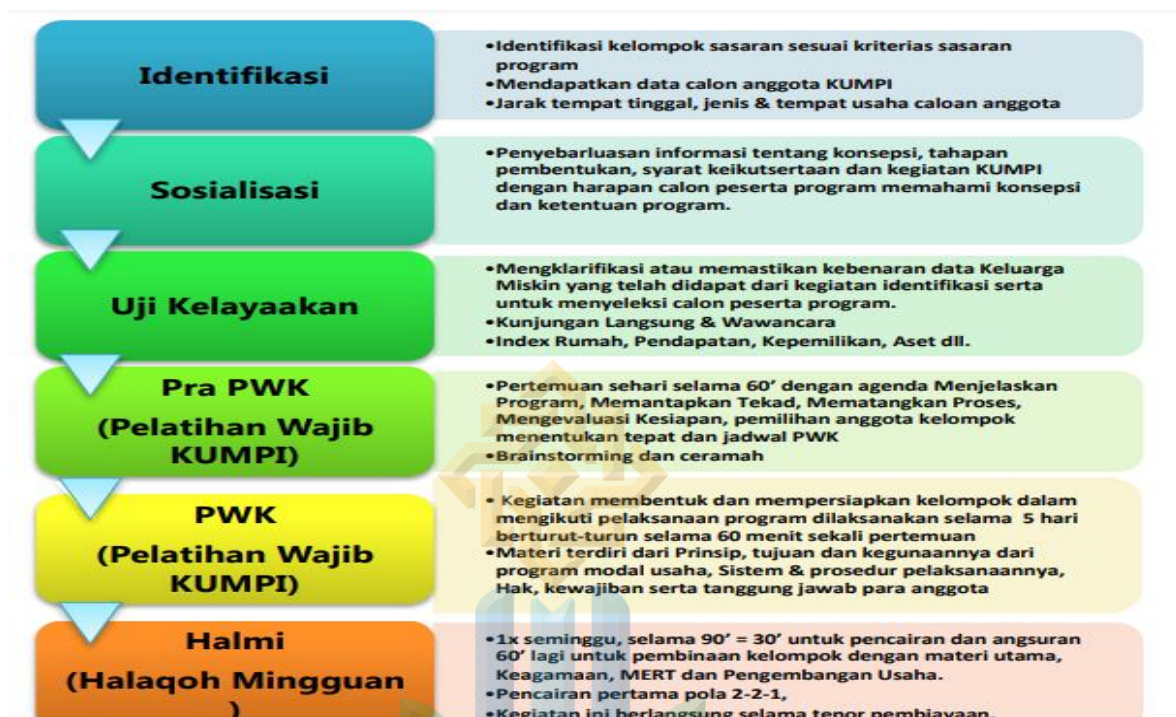 Identifikasi
•Identifikasi kelompok sasaran sesuai kriterias sasaran
program
•Mendapatkan data calon anggota KUMPI
•Jarak tempat tinggal, jenis & tempat usaha caloan anggota
Sosialisasi
•Penyebarluasan informasi tentang konsepsi, tahapan
pembentukan, syarat keikutsertaan dan kegiatan KUMPI
dengan harapan calon peserta program memahami konsepsi
dan ketentuan program.
Uji Kelayaakan
•Mengklarifikasi atau memastikan kebenaran data Keluarga
Miskin yang telah didapat dari kegiatan identifikasi serta
untuk menyeleksi calon peserta program.
•Kunjungan Langsung & Wawancara
•Index Rumah, Pendapatan, Kepemilikan, Aset dll.
Pra PWK
(Pelatihan Wajib
KUMPI)
•Pertemuan sehari selama 60’ dengan agenda Menjelaskan
Program, Memantapkan Tekad, Mematangkan Proses,
Mengevaluasi Kesiapan, pemilihan anggota kelompok
menentukan tepat dan jadwal PWK
•Brainstorming dan ceramah
PWK
(Pelatihan Wajib
KUMPI)
• Kegiatan membentuk dan mempersiapkan kelompok dalam
mengikuti pelaksanaan program dilaksanakan selama 5 hari
berturut-turun selama 60 menit sekali pertemuan
•Materi terdiri dari Prinsip, tujuan dan kegunaannya dari
program modal usaha, Sistem & prosedur pelaksanaannya,
Hak, kewajiban serta tanggung jawab para anggota
Halmi
(Halaqoh Mingguan
)
•1x seminggu, selama 90’ = 30’ untuk pencairan dan angsuran
60’ lagi untuk pembinaan kelompok dengan materi utama,
Keagamaan, MERT dan Pengembangan Usaha.
•Pencairan pertama pola 2-2-1,
•Kegiatan ini berlangsung selama tenor pembiayaan.